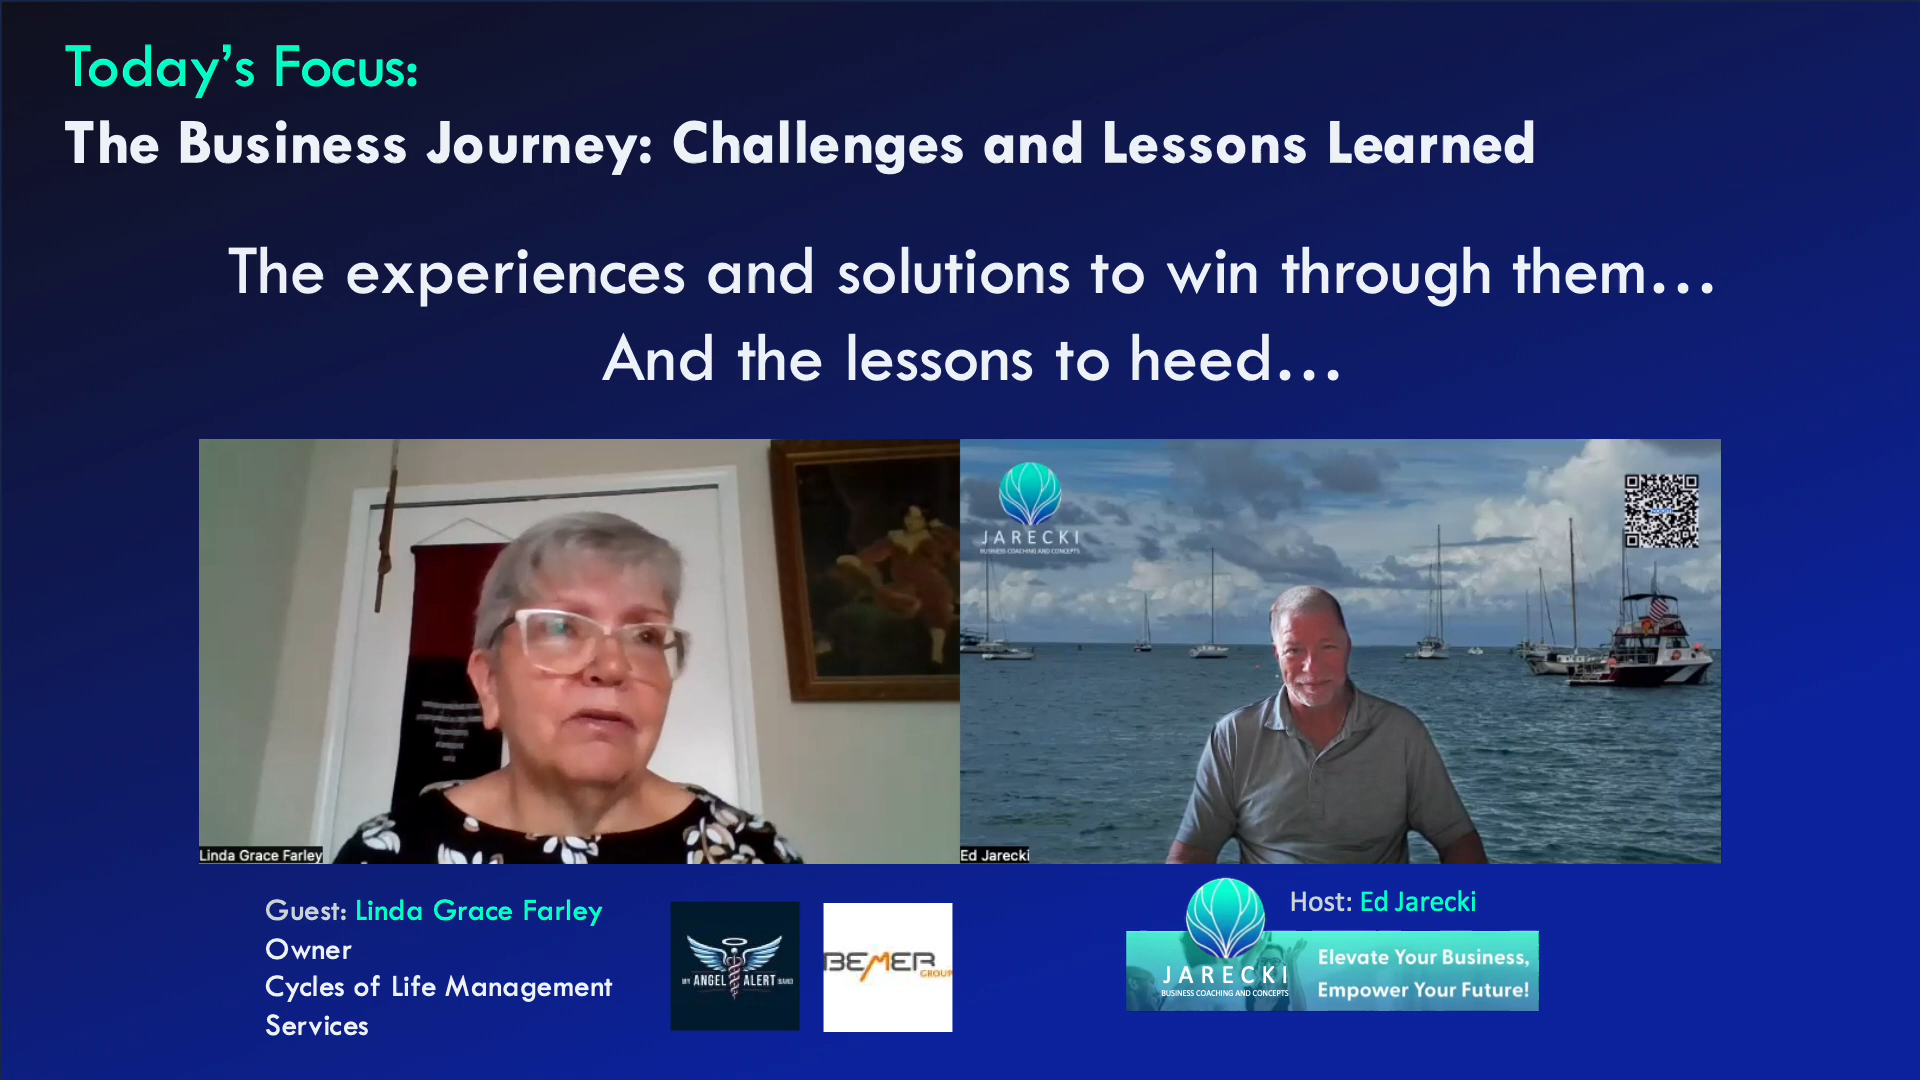 Today’s Focus:
The Business Journey: Challenges and Lessons Learned
The experiences and solutions to win through them…
And the lessons to heed…
JARECKI
BUSINESS COACHING AND CONCEPTS
Linda Grace Farley
Ed Jarecki
Guest: Linda Grace Farley
Owner
Cycles of Life Management
Services
MY ANGEL ALERT BAND
BEMER
GROUP
Host: Ed Jarecki
JARECKI
BUSINESS COACHING AND CONCEPTS
Elevate Your Business,
Empower Your Future!